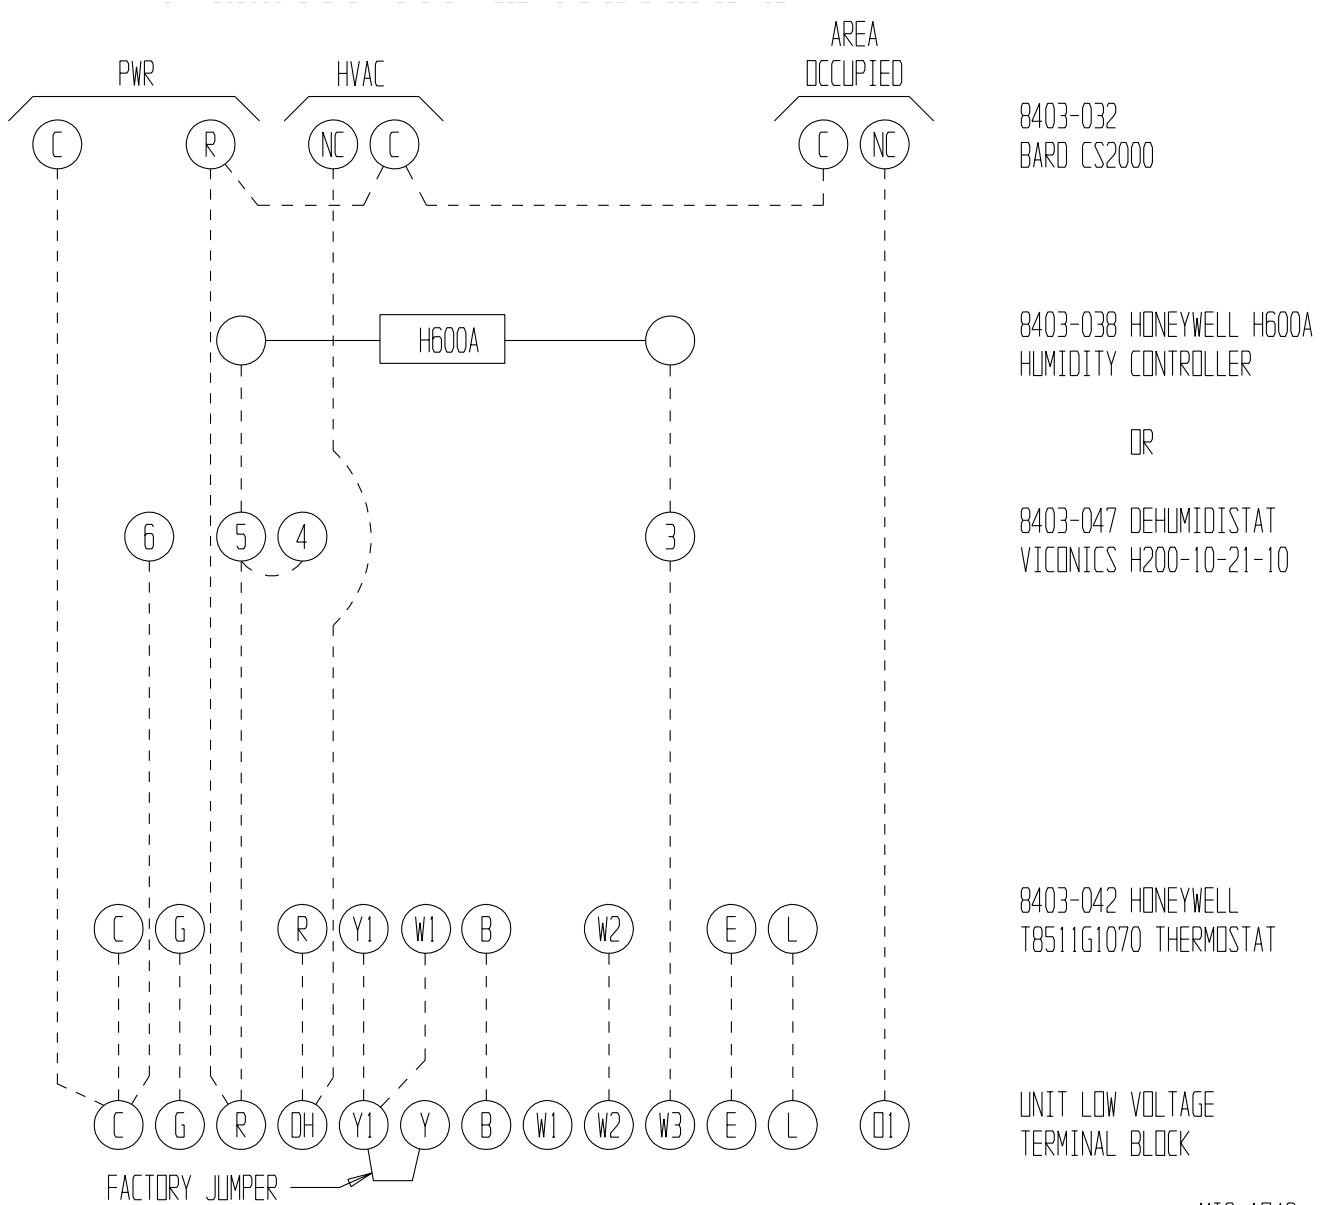 AREA
PWR HVAC OCCUPIED
C R NC C C NC
8403-032
BARD CS2000
H600A
8403-038 HONEYWELL H600A
HUMIDITY CONTROLLER
OR
6 5 4 3
8403-047 DEHUMIDISTAT
VICONICS H200-10-21-10
C G R Y1 W1 B W2 E L
8403-042 HONEYWELL
T8511G1070 THERMOSTAT
C G R OH Y1 Y B W1 W2 W3 E L O1
UNIT LOW VOLTAGE
TERMINAL BLOCK
FACTORY JUMPER